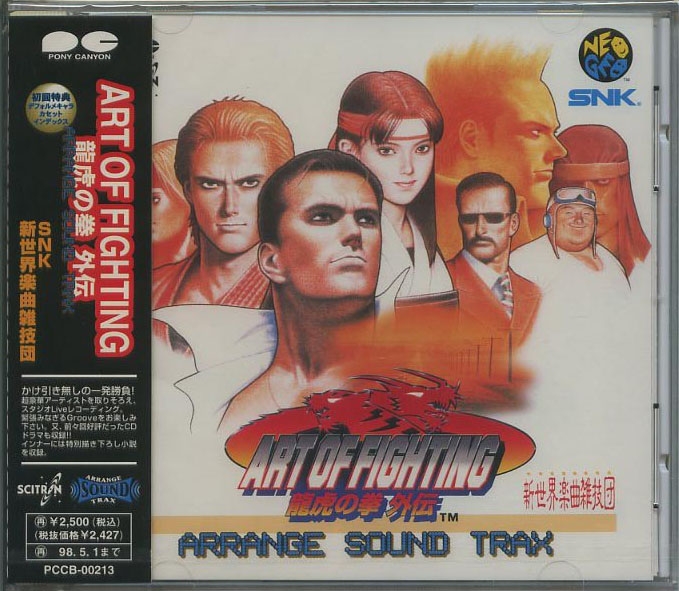 PONY CANYON
初回特典
デフォルメキャラ
カセット
インデックス
ART OF FIGHTING
龍虎の拳 外伝
SNK
新世界楽曲雑技団
かけ引き無しの一発勝負!
超豪華アーティストを取りそろえ、
スタジオLiveレコーディング。
緊張みなぎるGrooveをお楽しみ
下さい。又、前々回好評だったCD
ドラマも収録!!
インナーには特別描き下ろし小説
を収録。
SCITRON
ARRANGE
SOUND
TRAX
再 ¥2,500(税込)
(税抜価格¥2,427)
再 98.5.1まで
PCCB-00213
NEO
GEO
TM
SNK®
ART OF FIGHTING
龍虎の拳 外伝 TM
新世界楽曲雑技団
ARRANGE SOUND TRAX